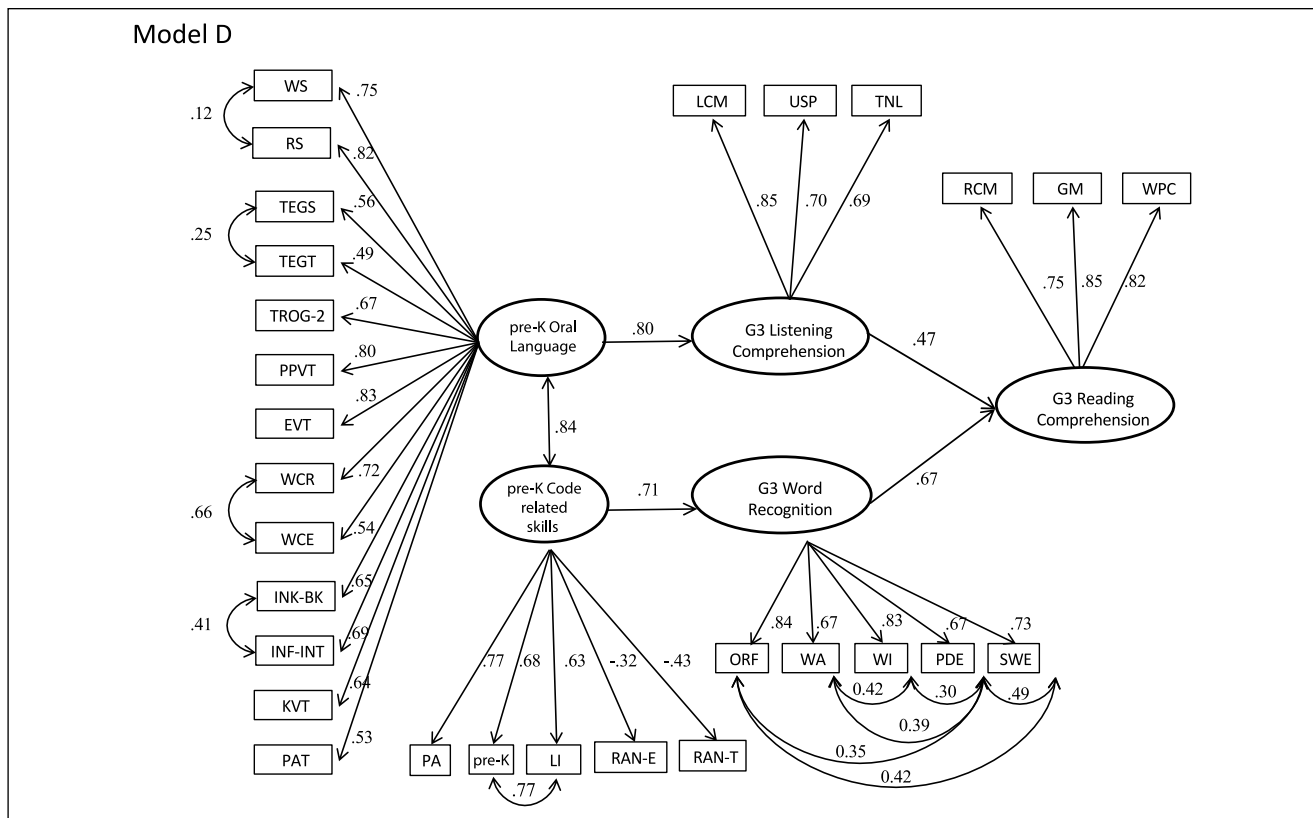 Model D
WS
.75
.12
RS
.82
TEGS
.56
.25
TEGT
.49
TROG-2
.67
PPVT
.80
EVT
.83
WCR
.72
.66
WCE
.54
INK-BK
.65
.41
INF-INT
.69
KVT
.64
PAT
.53
pre-K Oral
Language
.84
pre-K Code
related
skills
.80
.71
LCM
USP
TNL
.85
.70
.69
G3 Listening
Comprehension
.47
G3 Word
Recognition
.67
RCM
GM
WPC
.75
.85
.82
G3 Reading
Comprehension
.77
.68
.63
-.32
-.43
PA
pre-K
LI
RAN-E
RAN-T
.77
.84
.67
.83
.67
.73
ORF
WA
WI
PDE
SWE
0.42
.30
.49
0.39
0.35
0.42